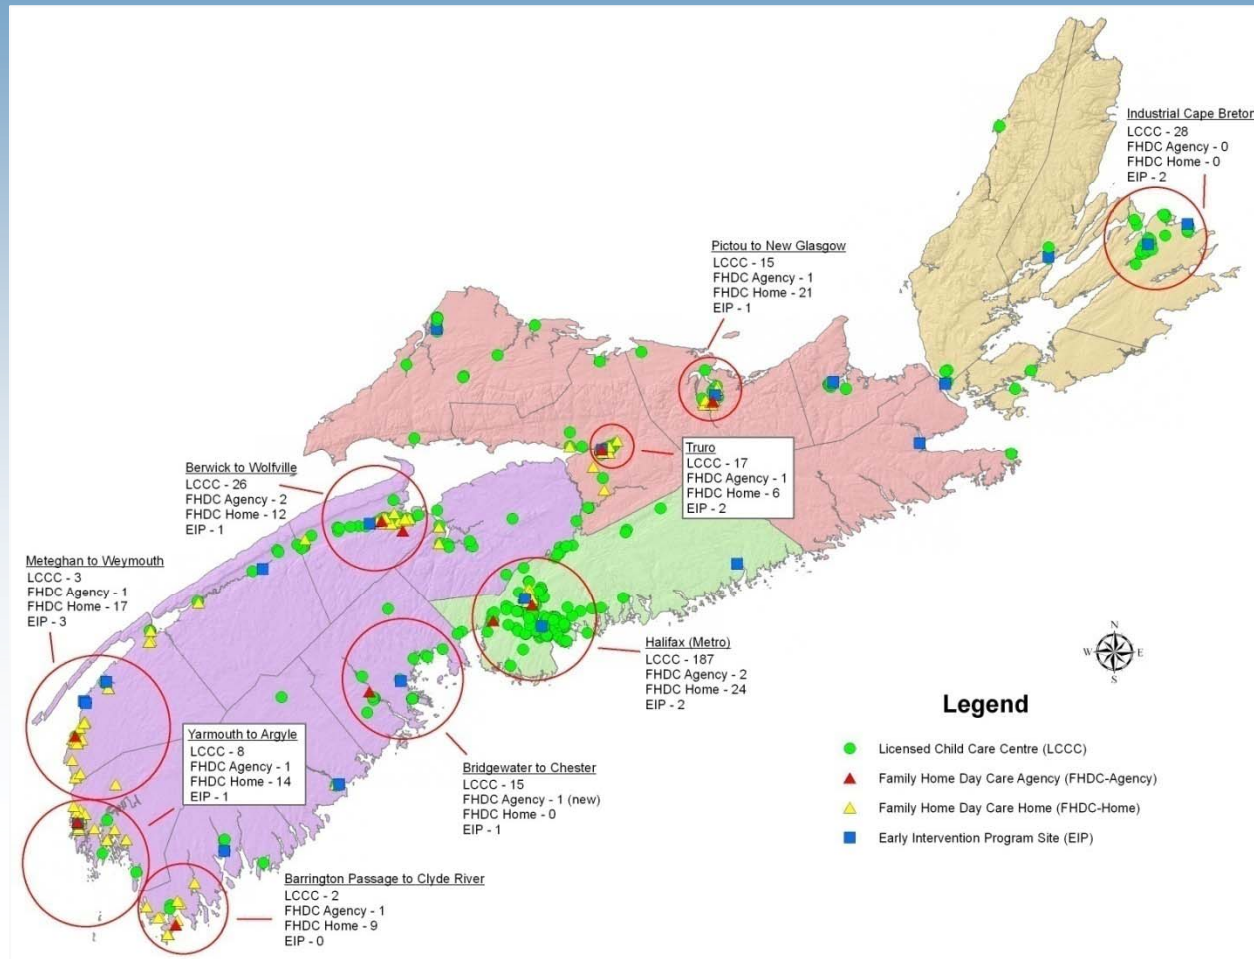 Industrial Cape Breton
LCCC - 28
FHDC Agency - 0
FHDC Home - 0
EIP - 2
Pictou to New Glasgow
LCCC - 15
FHDC Agency - 1
FHDC Home - 21
EIP - 1
Truro
LCCC - 17
FHDC Agency - 1
FHDC Home - 6
EIP - 2
Berwick to Wolfville
LCCC - 26
FHDC Agency - 2
FHDC Home - 12
EIP - 1
Meteghan to Weymouth
LCCC - 3
FHDC Agency - 1
FHDC Home - 17
EIP - 3
Halifax (Metro)
LCCC - 187
FHDC Agency - 2
FHDC Home - 24
EIP - 2
Yarmouth to Argyle
LCCC - 8
FHDC Agency - 1
FHDC Home - 14
EIP - 1
Bridgewater to Chester
LCCC - 15
FHDC Agency - 1 (new)
FHDC Home - 0
EIP - 1
Barrington Passage to Clyde River
LCCC - 2
FHDC Agency - 1
FHDC Home - 9
EIP - 0
N
W E
S
Legend
Licensed Child Care Centre (LCCC)
Family Home Day Care Agency (FHDC-Agency)
Family Home Day Care Home (FHDC-Home)
Early Intervention Program Site (EIP)